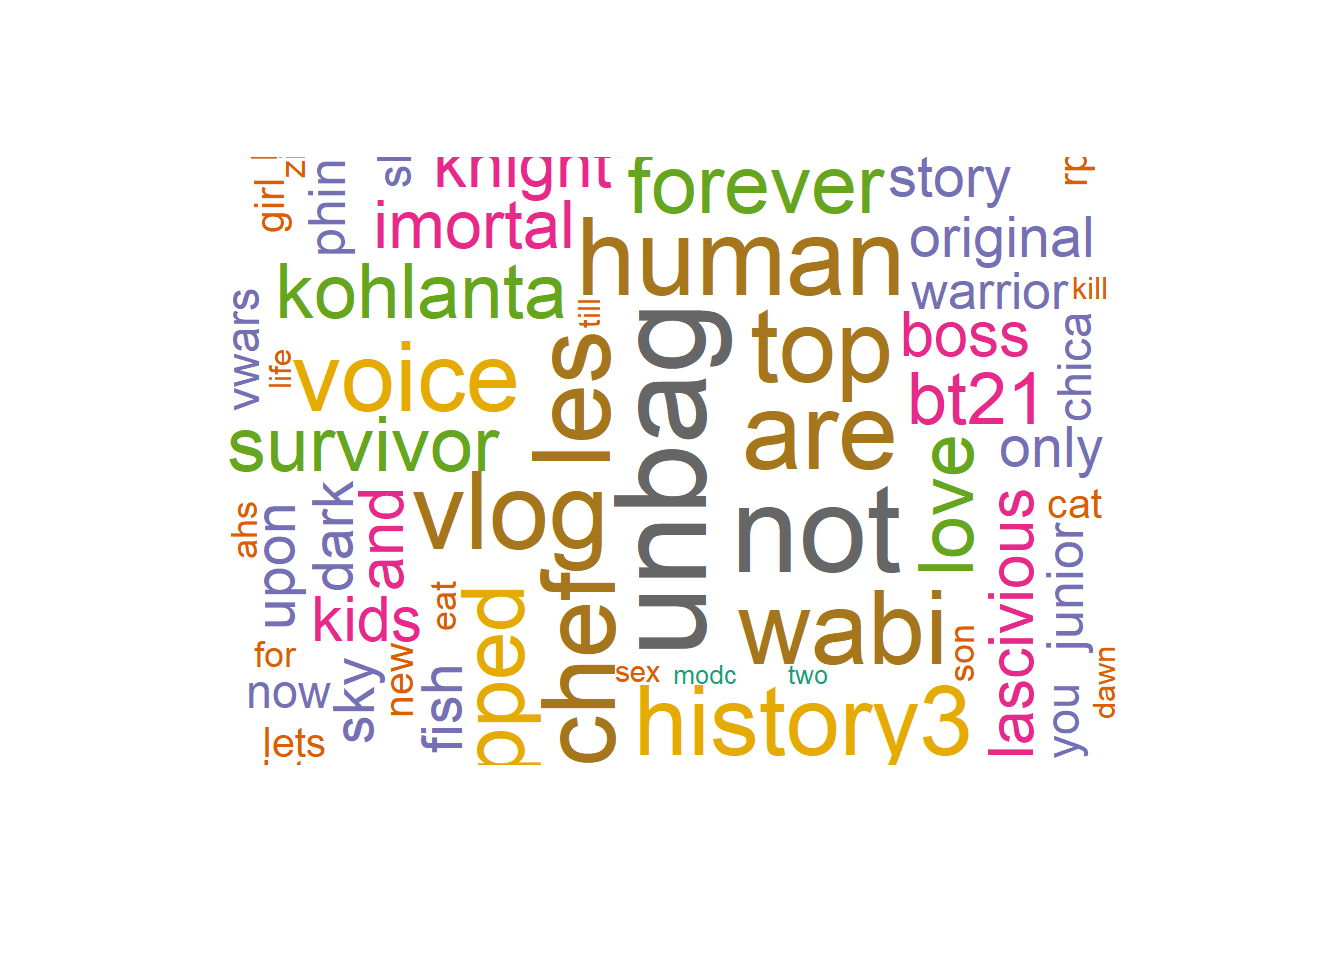 girl
phin
sl
knight
forever
story
rp
imortal
human
original
kohlanta
warrior
kill
vwars
life
till
voice
les
unbag
top
boss
chica
bt21
survivor
are
love
only
ahs
upon
dark
and
vlog
not
lascivious
cat
junior
kids
eat
pped
chef
wabi
son
for
now
sky
new
fish
sex
modc
two
history3
you
dawn
lets